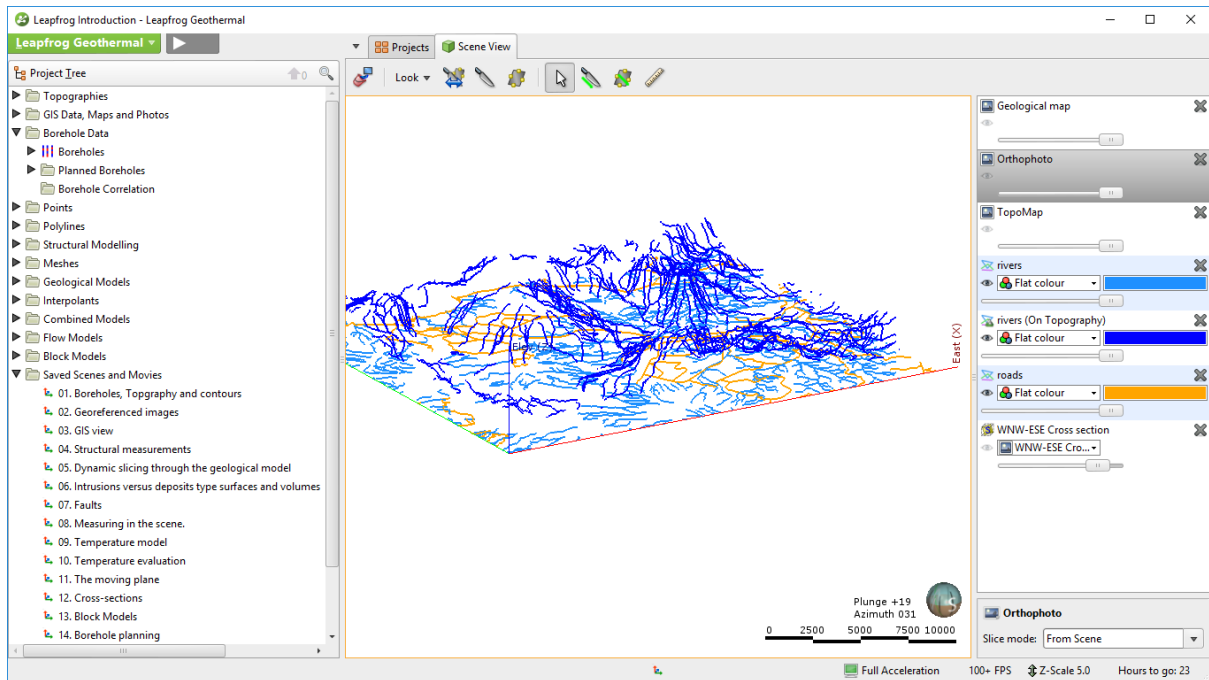 Leapfrog Introduction - Leapfrog Geothermal
Leapfrog Geothermal
Projects
Scene View
Project Tree
0
Look
Topographies
GIS Data, Maps and Photos
Borehole Data
Boreholes
Planned Boreholes
Borehole Correlation
Points
Polylines
Structural Modelling
Meshes
Geological Models
Interpolants
Combined Models
Flow Models
Block Models
Saved Scenes and Movies
01. Boreholes, Topgraphy and contours
02. Georeferenced images
03. GIS view
04. Structural measurements
05. Dynamic slicing through the geological model
06. Intrusions versus deposits type surfaces and volumes
07. Faults
08. Measuring in the scene.
09. Temperature model
10. Temperature evaluation
11. The moving plane
12. Cross-sections
13. Block Models
14. Borehole planning
Elev (Z)
East (X)
Plunge +19
Azimuth 031
S
0 2500 5000 7500 10000
Geological map
Orthophoto
TopoMap
rivers
Flat colour
rivers (On Topography)
Flat colour
roads
Flat colour
WNW-ESE Cross section
WNW-ESE Cro...
Orthophoto
Slice mode: From Scene
Full Acceleration 100+ FPS Z-Scale 5.0 Hours to go: 23